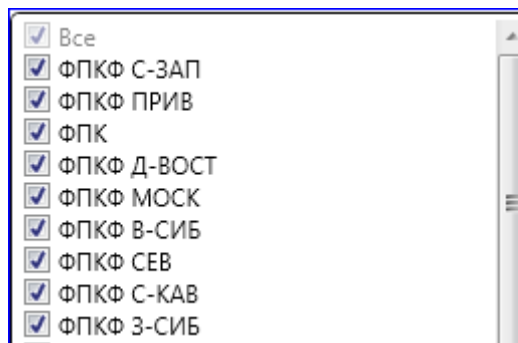 Все
ФПКФ С-ЗАП
ФПКФ ПРИВ
ФПК
ФПКФ Д-ВОСТ
ФПКФ МОСК
ФПКФ В-СИБ
ФПКФ СЕВ
ФПКФ С-КАВ
ФПКФ З-СИБ